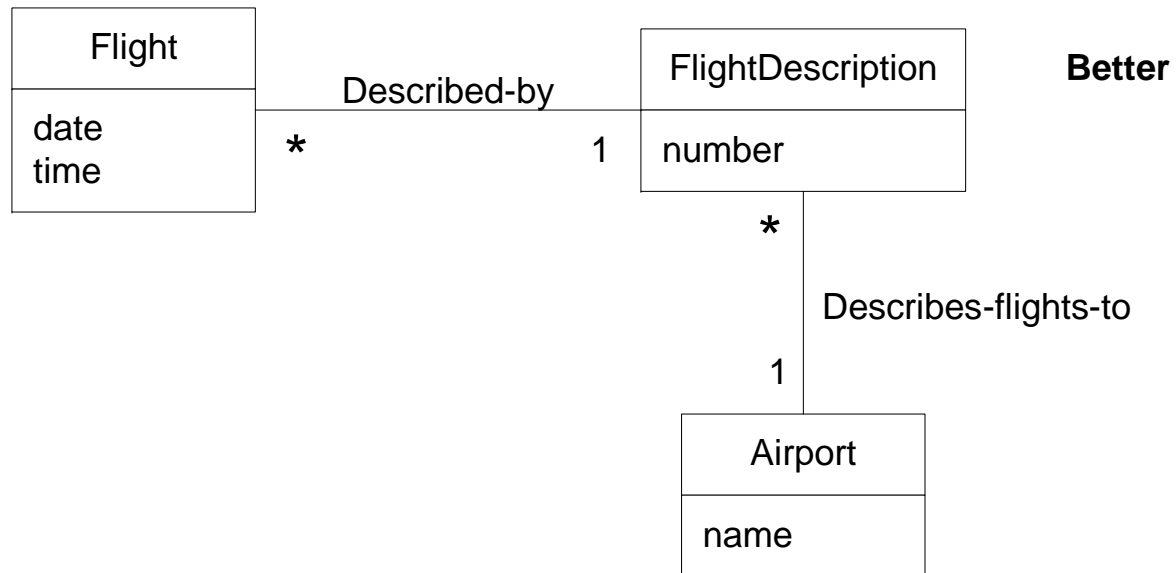 Flight
date
time
Described-by
*
1
FlightDescription
number
Better
*
Describes-flights-to
1
Airport
name